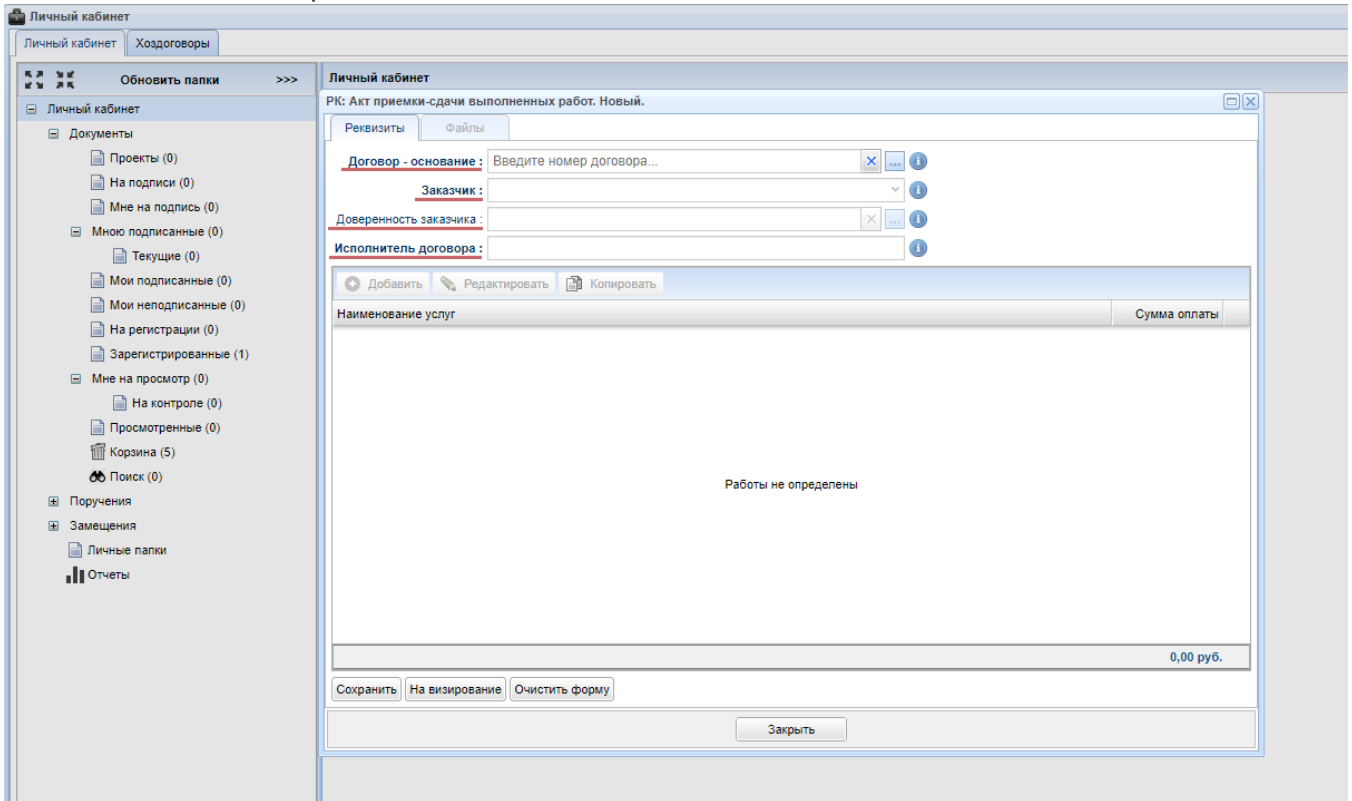 Личный кабинет
Личный кабинет Хоздоговоры
Обновить папки >>>
Личный кабинет
Документы
Проекты (0)
На подписи (0)
Мне на подпись (0)
Мною подписанные (0)
Текущие (0)
Мои подписанные (0)
Мои неподписанные (0)
На регистрации (0)
Зарегистрированные (1)
Мне на просмотр (0)
На контроле (0)
Просмотренные (0)
Корзина (5)
Поиск (0)
Поручения
Замещения
Личные папки
Отчеты
Личный кабинет
РК: Акт приемки-сдачи выполненных работ. Новый.
Реквизиты Файлы
Договор - основание : Введите номер договора... ...
Заказчик :
Доверенность заказчика : ...
Исполнитель договора :
Добавить Редактировать Копировать
Наименование услуг Сумма оплаты
Работы не определены
0,00 руб.
Сохранить На визирование Очистить форму
Закрыть